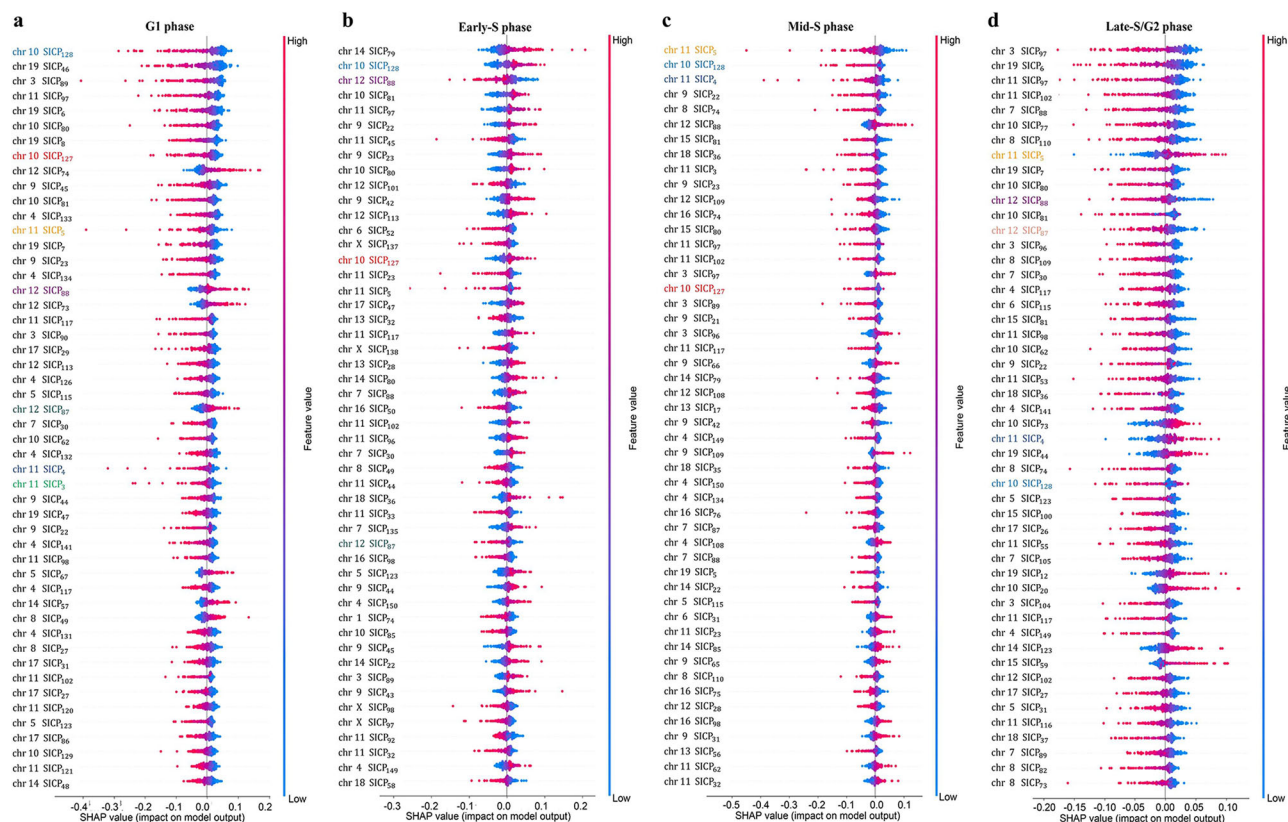 a
G1 phase
High
chr 10 SICP128
chr 19 SICP46
chr 3 SICP89
chr 11 SICP97
chr 19 SICP6
chr 10 SICP80
chr 19 SICP8
chr 10 SICP127
chr 12 SICP74
chr 9 SICP45
chr 10 SICP81
chr 4 SICP133
chr 11 SICP5
chr 19 SICP7
chr 9 SICP23
chr 4 SICP134
chr 12 SICP88
chr 12 SICP73
chr 11 SICP117
chr 3 SICP90
chr 17 SICP29
chr 12 SICP113
chr 4 SICP126
chr 5 SICP115
chr 12 SICP87
chr 7 SICP30
chr 10 SICP62
chr 4 SICP132
chr 11 SICP4
chr 11 SICP3
chr 9 SICP44
chr 19 SICP47
chr 9 SICP22
chr 4 SICP141
chr 11 SICP98
chr 5 SICP67
chr 4 SICP117
chr 14 SICP57
chr 8 SICP49
chr 4 SICP131
chr 8 SICP27
chr 17 SICP31
chr 11 SICP102
chr 17 SICP27
chr 11 SICP120
chr 5 SICP123
chr 17 SICP86
chr 10 SICP129
chr 11 SICP121
chr 14 SICP48
Feature value
Low
-0.4 -0.3 -0.2 -0.1 0.0 0.1 0.2
SHAP value (impact on model output)
b
Early-S phase
High
chr 14 SICP79
chr 10 SICP128
chr 12 SICP88
chr 10 SICP81
chr 11 SICP97
chr 9 SICP22
chr 11 SICP45
chr 9 SICP23
chr 10 SICP80
chr 12 SICP101
chr 9 SICP42
chr 12 SICP113
chr 6 SICP52
chr X SICP137
chr 10 SICP127
chr 11 SICP23
chr 11 SICP5
chr 17 SICP47
chr 13 SICP32
chr 11 SICP117
chr X SICP138
chr 13 SICP28
chr 14 SICP80
chr 7 SICP88
chr 16 SICP50
chr 11 SICP102
chr 11 SICP96
chr 7 SICP30
chr 8 SICP49
chr 11 SICP44
chr 18 SICP36
chr 11 SICP33
chr 7 SICP135
chr 12 SICP87
chr 16 SICP98
chr 5 SICP123
chr 9 SICP44
chr 4 SICP150
chr 1 SICP74
chr 10 SICP85
chr 9 SICP45
chr 14 SICP22
chr 3 SICP89
chr 9 SICP43
chr X SICP98
chr X SICP97
chr 11 SICP92
chr 11 SICP32
chr 4 SICP149
chr 18 SICP58
Feature value
Low
-0.3 -0.2 -0.1 0.0 0.1 0.2
SHAP value (impact on model output)
c
Mid-S phase
High
chr 11 SICP5
chr 10 SICP128
chr 11 SICP4
chr 9 SICP22
chr 8 SICP74
chr 12 SICP88
chr 15 SICP81
chr 18 SICP36
chr 11 SICP3
chr 9 SICP23
chr 12 SICP109
chr 16 SICP74
chr 15 SICP80
chr 11 SICP97
chr 11 SICP102
chr 3 SICP97
chr 10 SICP127
chr 3 SICP89
chr 9 SICP21
chr 3 SICP96
chr 11 SICP117
chr 9 SICP66
chr 14 SICP79
chr 12 SICP108
chr 13 SICP17
chr 9 SICP42
chr 4 SICP149
chr 9 SICP109
chr 18 SICP35
chr 4 SICP150
chr 4 SICP134
chr 16 SICP76
chr 7 SICP87
chr 4 SICP108
chr 7 SICP88
chr 19 SICP5
chr 14 SICP22
chr 5 SICP115
chr 6 SICP31
chr 11 SICP23
chr 14 SICP85
chr 9 SICP65
chr 8 SICP110
chr 16 SICP75
chr 12 SICP28
chr 16 SICP98
chr 9 SICP31
chr 13 SICP56
chr 11 SICP62
chr 11 SICP32
Feature value
Low
-0.5 -0.4 -0.3 -0.2 -0.1 0.0 0.1
SHAP value (impact on model output)
d
Late-S/G2 phase
High
chr 3 SICP97
chr 19 SICP6
chr 11 SICP97
chr 11 SICP102
chr 7 SICP88
chr 10 SICP77
chr 8 SICP110
chr 11 SICP5
chr 19 SICP7
chr 10 SICP80
chr 12 SICP88
chr 10 SICP81
chr 12 SICP87
chr 3 SICP96
chr 8 SICP109
chr 7 SICP30
chr 4 SICP117
chr 6 SICP115
chr 15 SICP81
chr 11 SICP98
chr 10 SICP62
chr 9 SICP22
chr 11 SICP53
chr 18 SICP36
chr 4 SICP141
chr 10 SICP73
chr 11 SICP4
chr 19 SICP44
chr 8 SICP74
chr 10 SICP128
chr 5 SICP123
chr 15 SICP100
chr 17 SICP26
chr 11 SICP55
chr 7 SICP105
chr 19 SICP12
chr 10 SICP20
chr 3 SICP104
chr 11 SICP117
chr 4 SICP149
chr 14 SICP123
chr 15 SICP59
chr 12 SICP102
chr 17 SICP27
chr 5 SICP31
chr 11 SICP116
chr 18 SICP37
chr 7 SICP89
chr 8 SICP82
chr 8 SICP73
Feature value
Low
-0.20 -0.15 -0.10 -0.05 0.00 0.05 0.10
SHAP value (impact on model output)